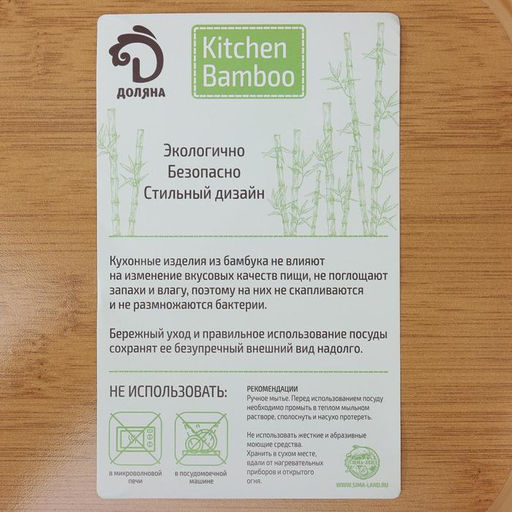 ДОЛЯНА
Kitchen
Bamboo
Экологично
Безопасно
Стильный дизайн
Кухонные изделия из бамбука не влияют
на изменение вкусовых качеств пищи, не поглощают
запахи и влагу, поэтому на них не скапливаются
и не размножаются бактерии.
Бережный уход и правильное использование посуды
сохранят ее безупречный внешний вид надолго.
НЕ ИСПОЛЬЗОВАТЬ:
в микроволновой
печи
в посудомоечной
машине
РЕКОМЕНДАЦИИ
Ручное мытье. Перед использованием посуду
необходимо промыть в теплом мыльном
растворе, сполоснуть и насухо протереть.
Не использовать жесткие и абразивные
моющие средства.
Хранить в сухом месте,
вдали от нагревательных
приборов и открытого
огня.
WWW.SIMA-LAND.RU